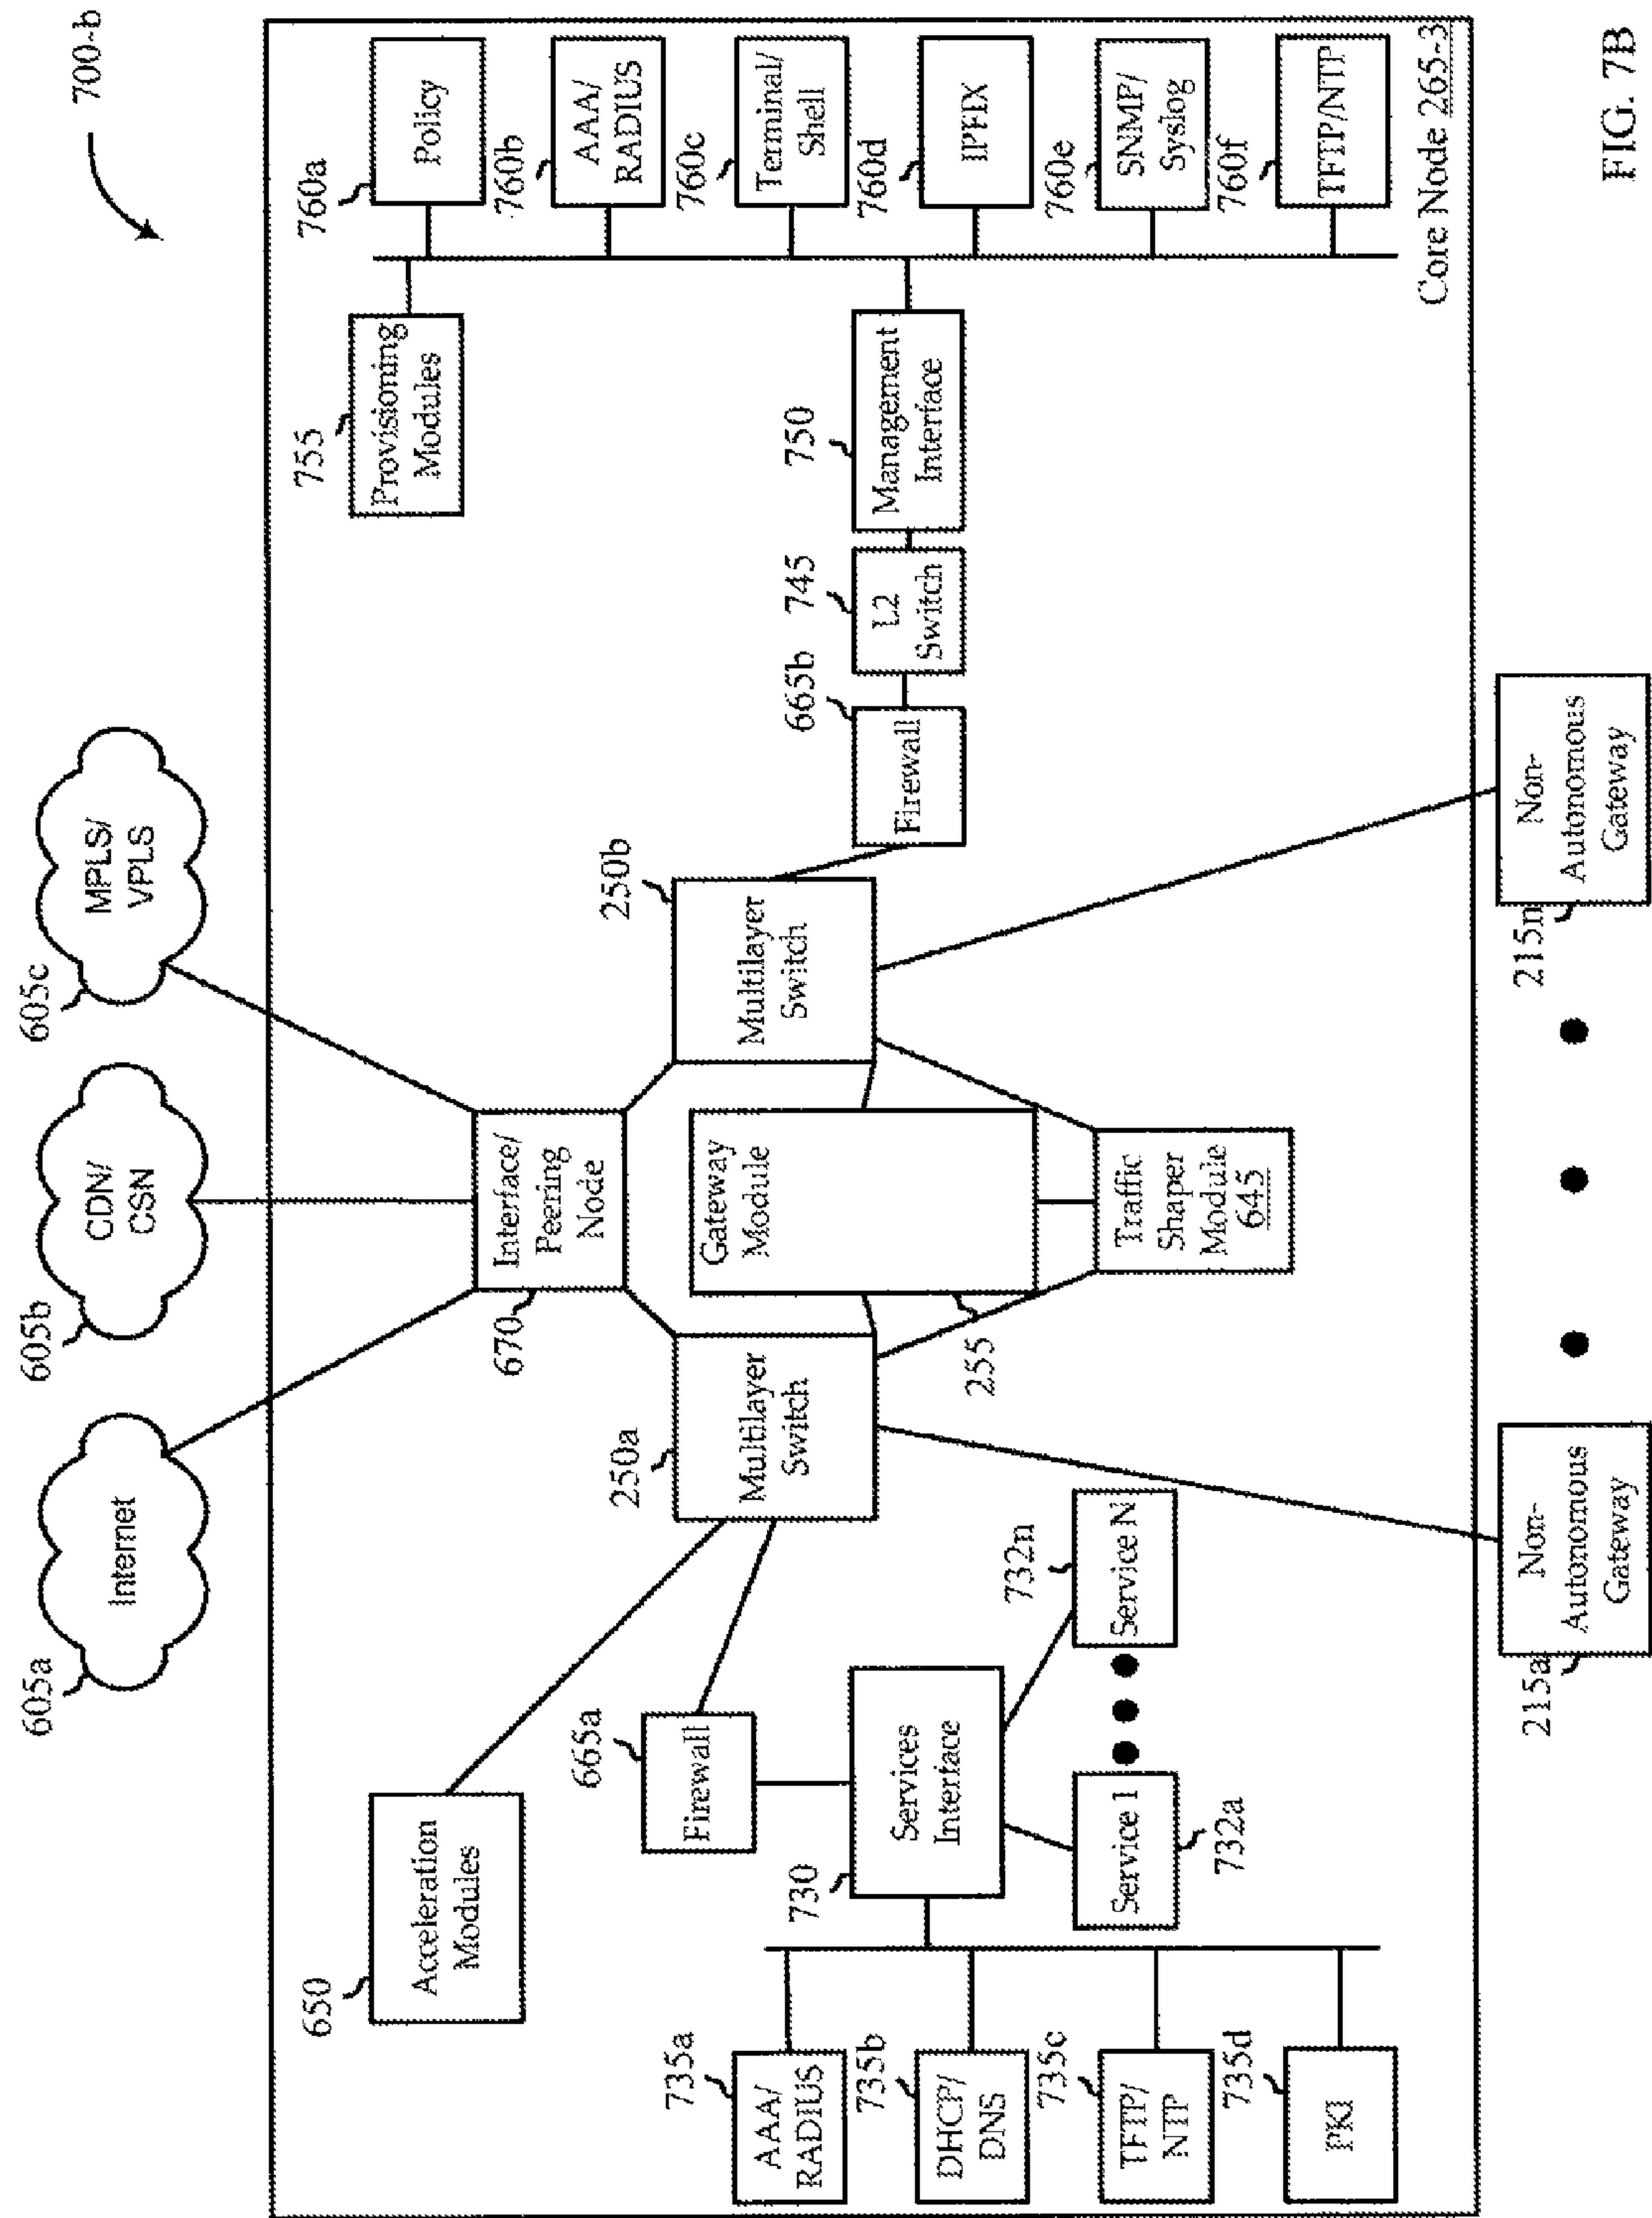 700-b
605a
Internet
605b
CDN/
CSN
605c
MPLS/
VPLS
650
Acceleration
Modules
670
Interface/
Peering
Node
755
Provisioning
Modules
760a
Policy
760b
AAA/
RADIUS
760c
Terminal/
Shell
760d
IPFIX
760e
SNMP/
Syslog
760f
TFTP/NTP
665a
Firewall
250a
Multilayer
Switch
Gateway
Module
255
250b
Multilayer
Switch
665b
Firewall
745
L2
Switch
750
Management
Interface
735a
AAA/
RADIUS
735b
DHCP/
DNS
735c
TFTP/
NTP
735d
PKI
730
Services
Interface
Service 1
732a
732n
Service N
Traffic
Shaper
Module
645
Core Node 265-3
215a
Non-
Autonomous
Gateway
215n
Non-
Autonomous
Gateway
FIG. 7B